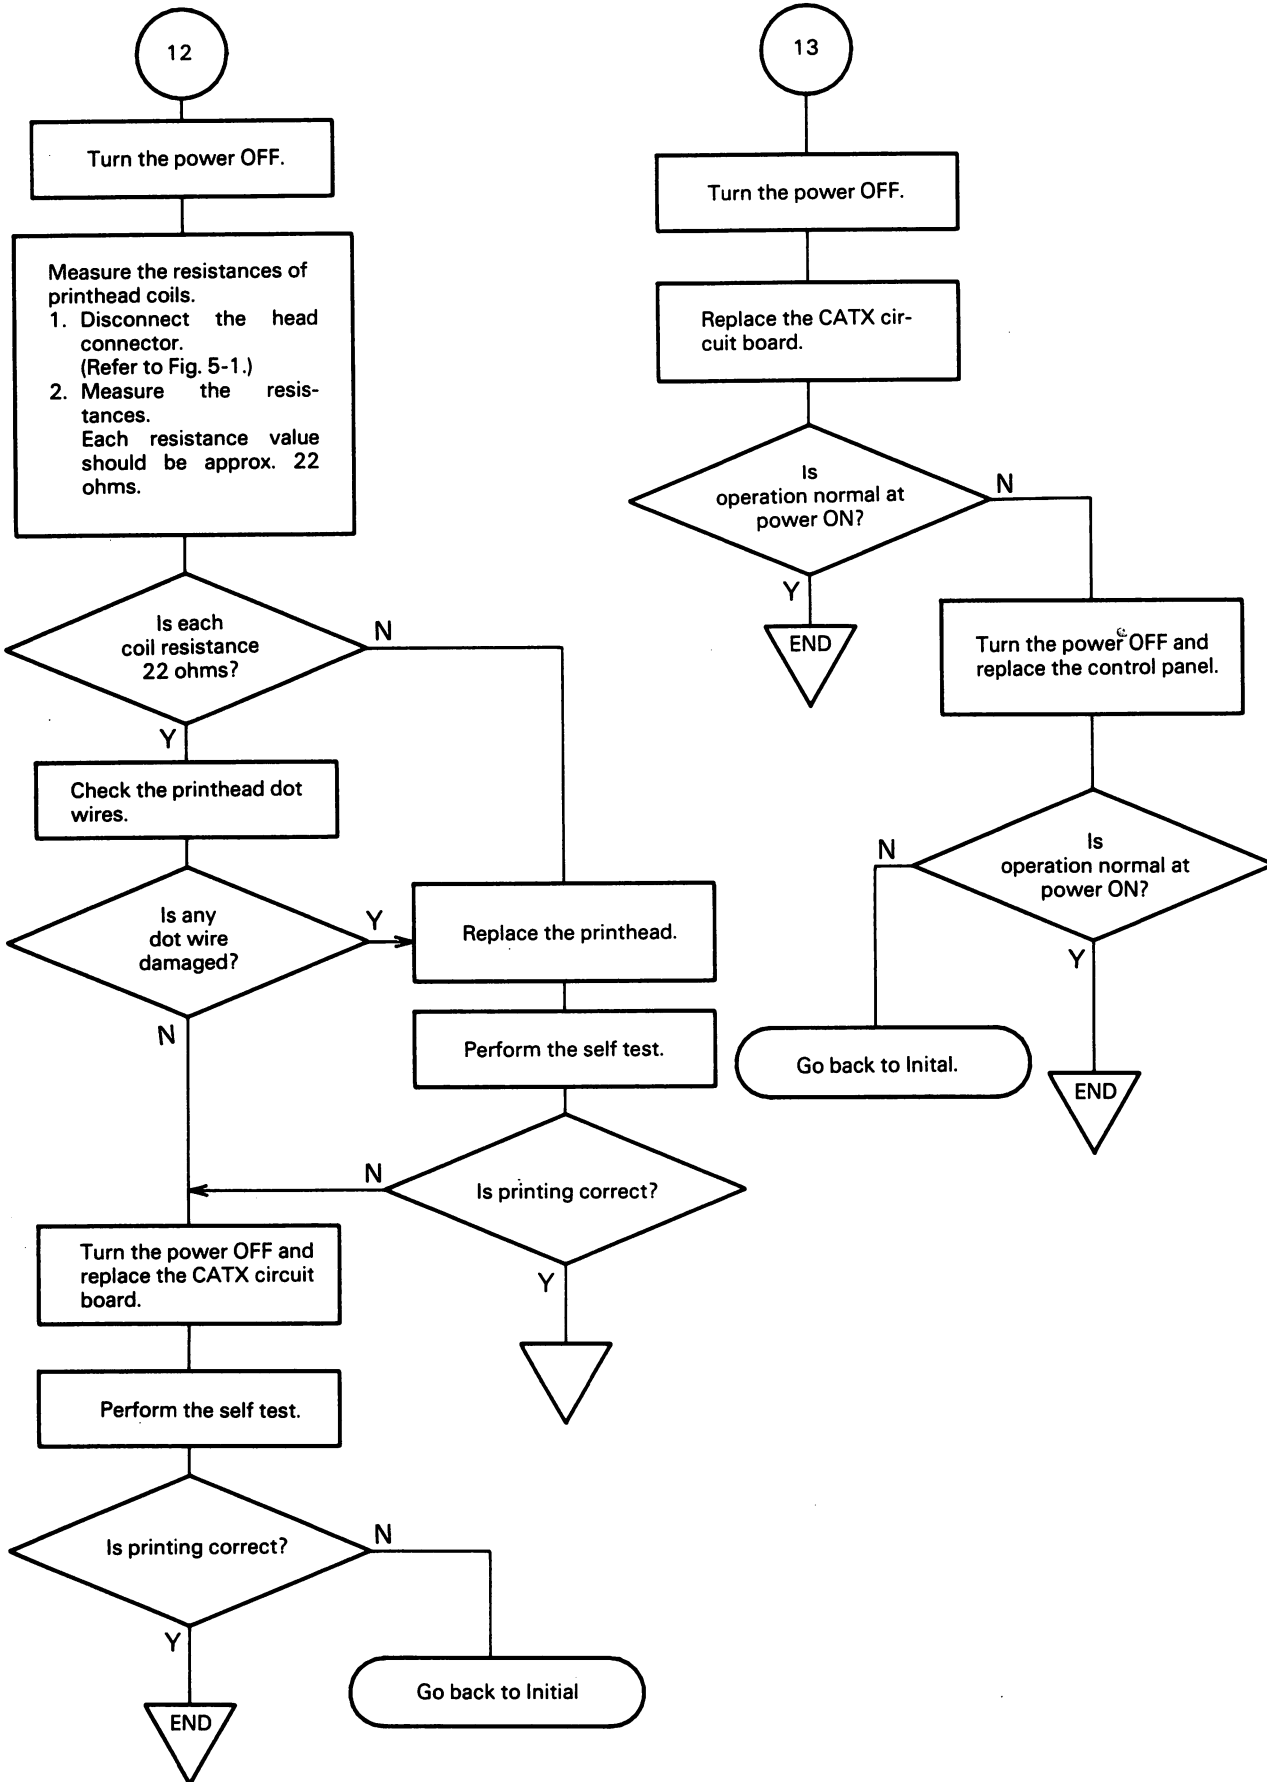 12
Turn the power OFF.
Measure the resistances of
printhead coils.
1. Disconnect the head
connector.
(Refer to Fig. 5-1.)
2. Measure the resis-
tances.
Each resistance value
should be approx. 22
ohms.
Is each
coil resistance
22 ohms?
N
Y
Check the printhead dot
wires.
Is any
dot wire
damaged?
Y
N
Replace the printhead.
Perform the self test.
Is printing correct?
N
Y
Turn the power OFF and
replace the CATX circuit
board.
Perform the self test.
Is printing correct?
N
Y
Go back to Initial
END
13
Turn the power OFF.
Replace the CATX cir-
cuit board.
Is
operation normal at
power ON?
N
Y
END
Turn the power OFF and
replace the control panel.
Is
operation normal at
power ON?
N
Y
Go back to Inital.
END